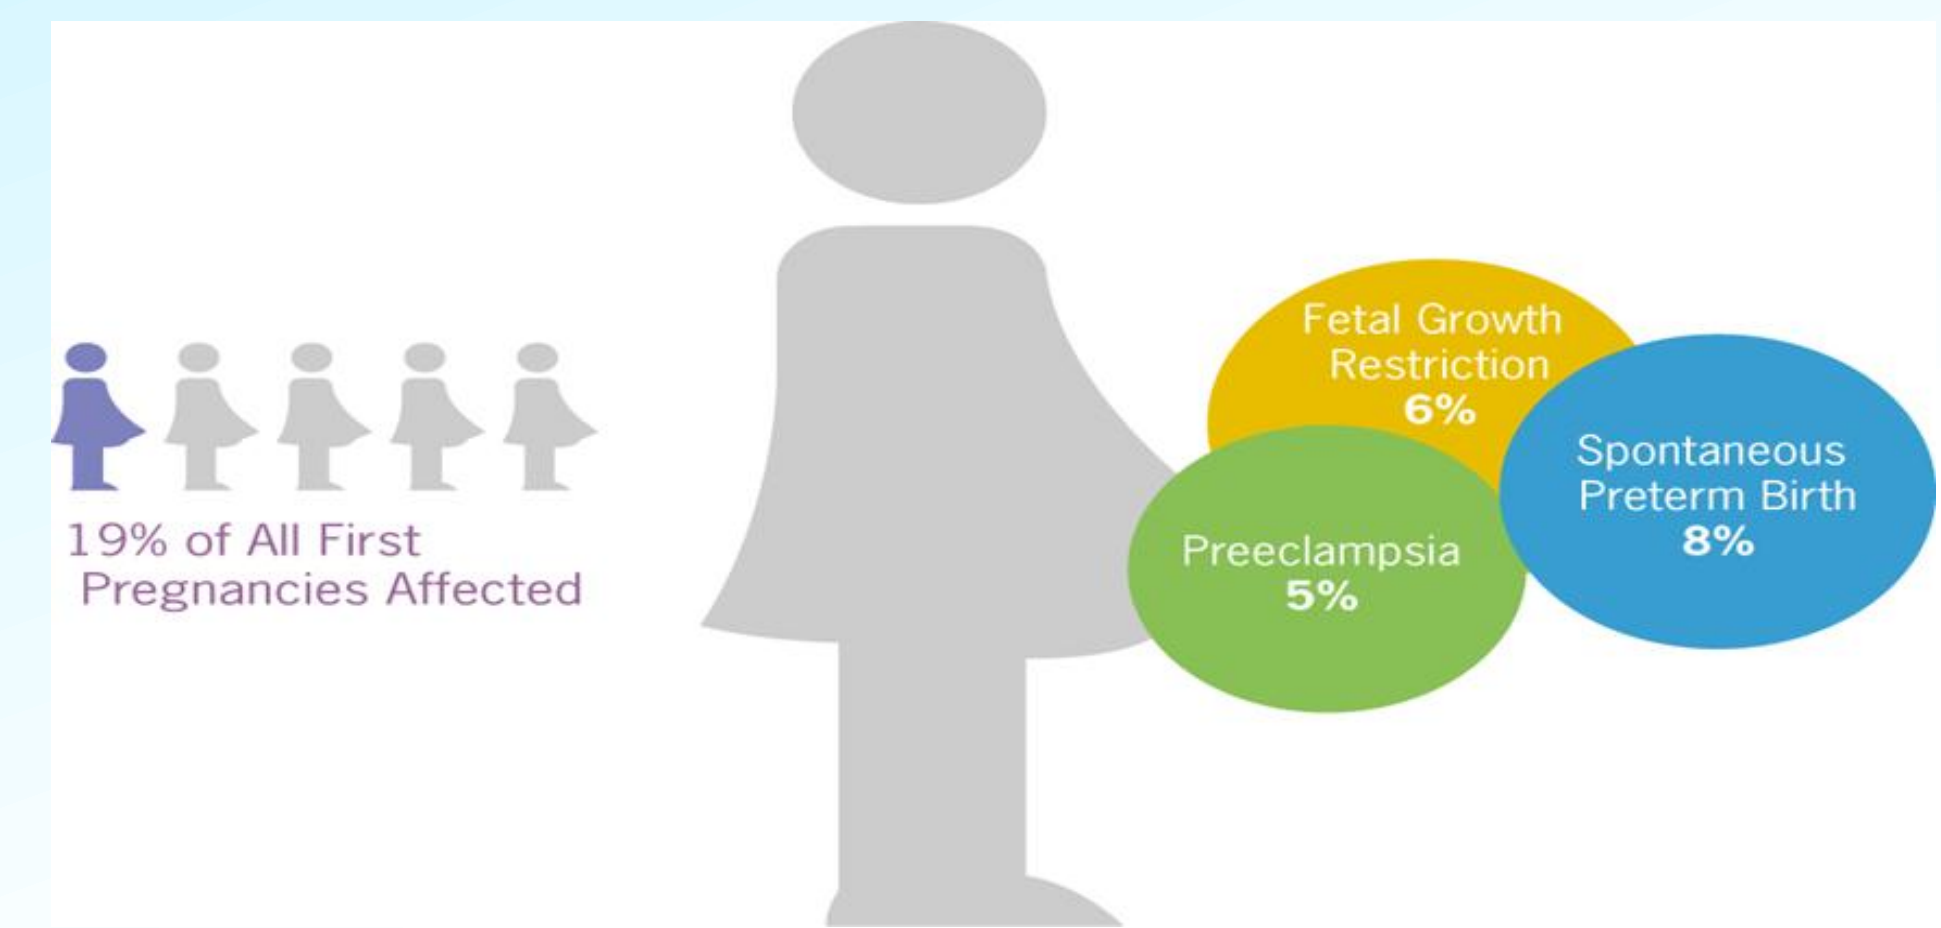 19% of All First
Pregnancies Affected
Fetal Growth
Restriction
6%
Preeclampsia
5%
Spontaneous
Preterm Birth
8%